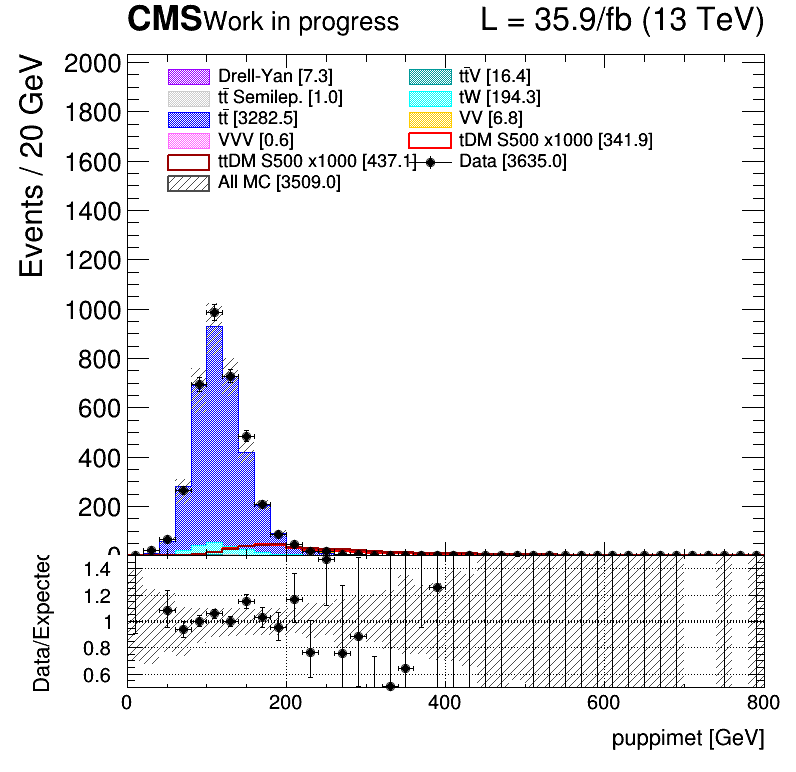 CMS Work in progress L = 35.9/fb (13 TeV)
Events / 20 GeV
2000
1800
1600
1400
1200
1000
800
600
400
200
0
Drell-Yan [7.3]
tt̄ Semilep. [1.0]
tt̄ [3282.5]
VVV [0.6]
ttDM S500 x1000 [437.1]
All MC [3509.0]
tt̄V [16.4]
tW [194.3]
VV [6.8]
tDM S500 x1000 [341.9]
Data [3635.0]
Data/Expected
1.4
1.2
1
0.8
0.6
0 200 400 600 800
puppimet [GeV]